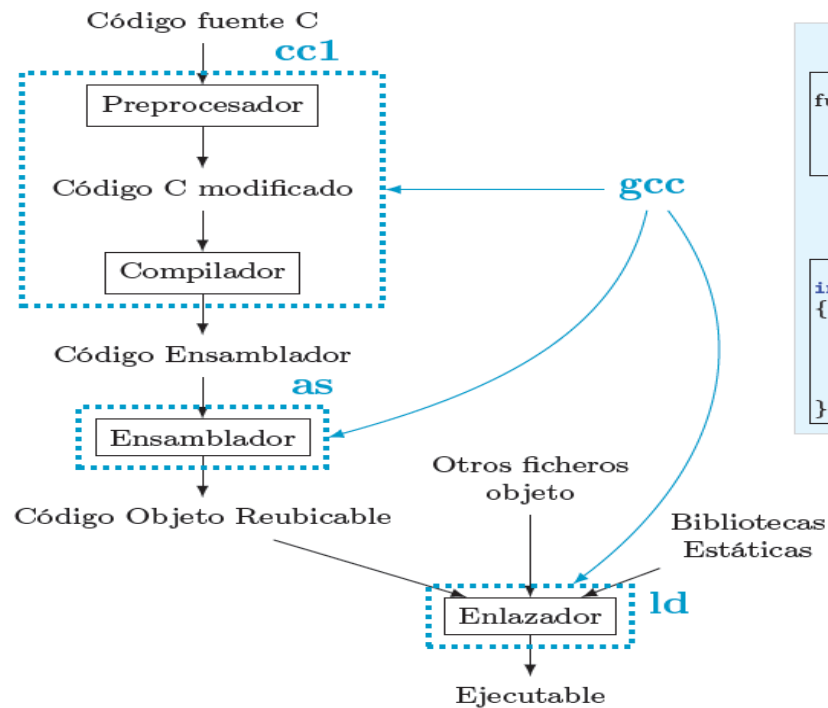 Código fuente C
cc1
Preprocesador
Código C modificado
gcc
Compilador
Código Ensamblador
as
Ensamblador
Código Objeto Reubicable
Otros ficheros
objeto
Bibliotecas
Estáticas
Enlazador
ld
Ejecutable
{
}